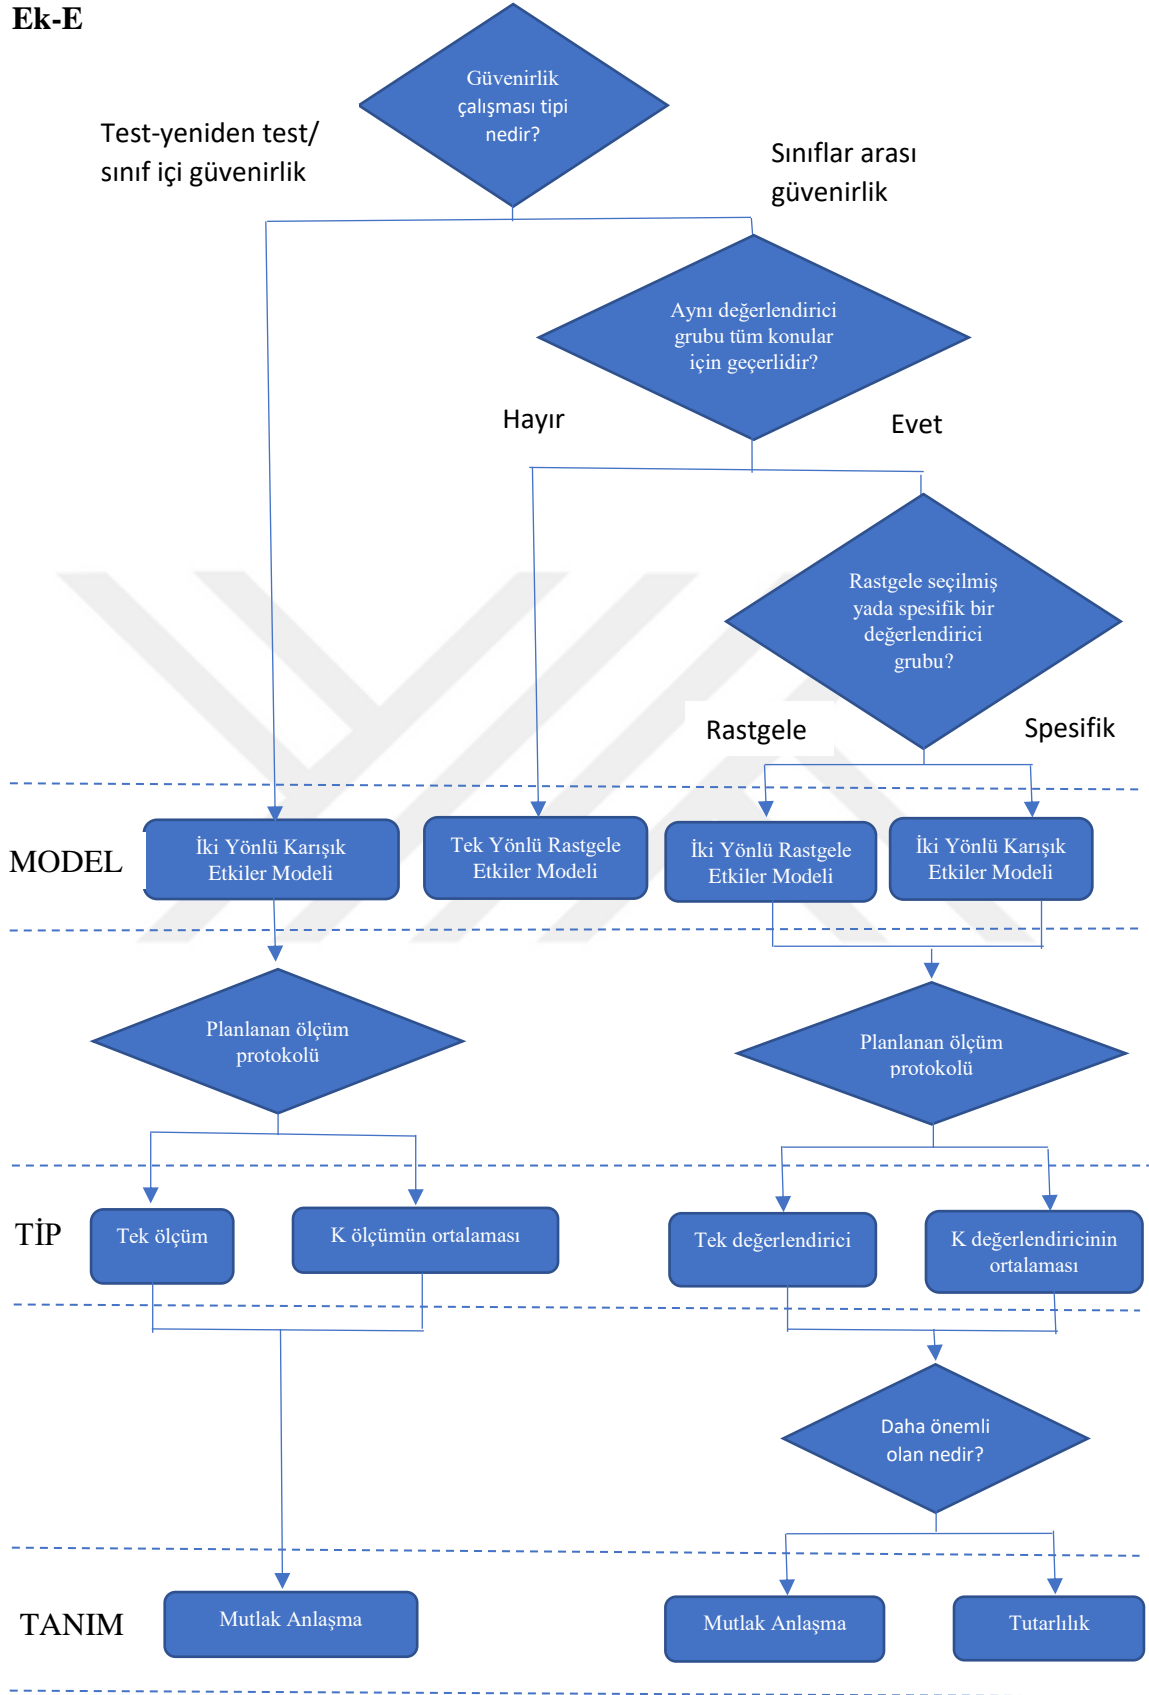 Ek-E
Güvenirlik
çalışması tipi
nedir?
Test-yeniden test/
sınıf içi güvenirlik
Sınıflar arası
güvenirlik
Aynı değerlendirici
grubu tüm konular
için geçerlidir?
Hayır
Evet
Rastgele seçilmiş
yada spesifik bir
değerlendirici
grubu?
Rastgele
Spesifik
MODEL
İki Yönlü Karışık
Etkiler Modeli
Tek Yönlü Rastgele
Etkiler Modeli
İki Yönlü Rastgele
Etkiler Modeli
İki Yönlü Karışık
Etkiler Modeli
Planlanan ölçüm
protokolü
Planlanan ölçüm
protokolü
TİP
Tek ölçüm
K ölçümün ortalaması
Tek değerlendirici
K değerlendiricinin
ortalaması
Daha önemli
olan nedir?
TANIM
Mutlak Anlaşma
Mutlak Anlaşma
Tutarlılık